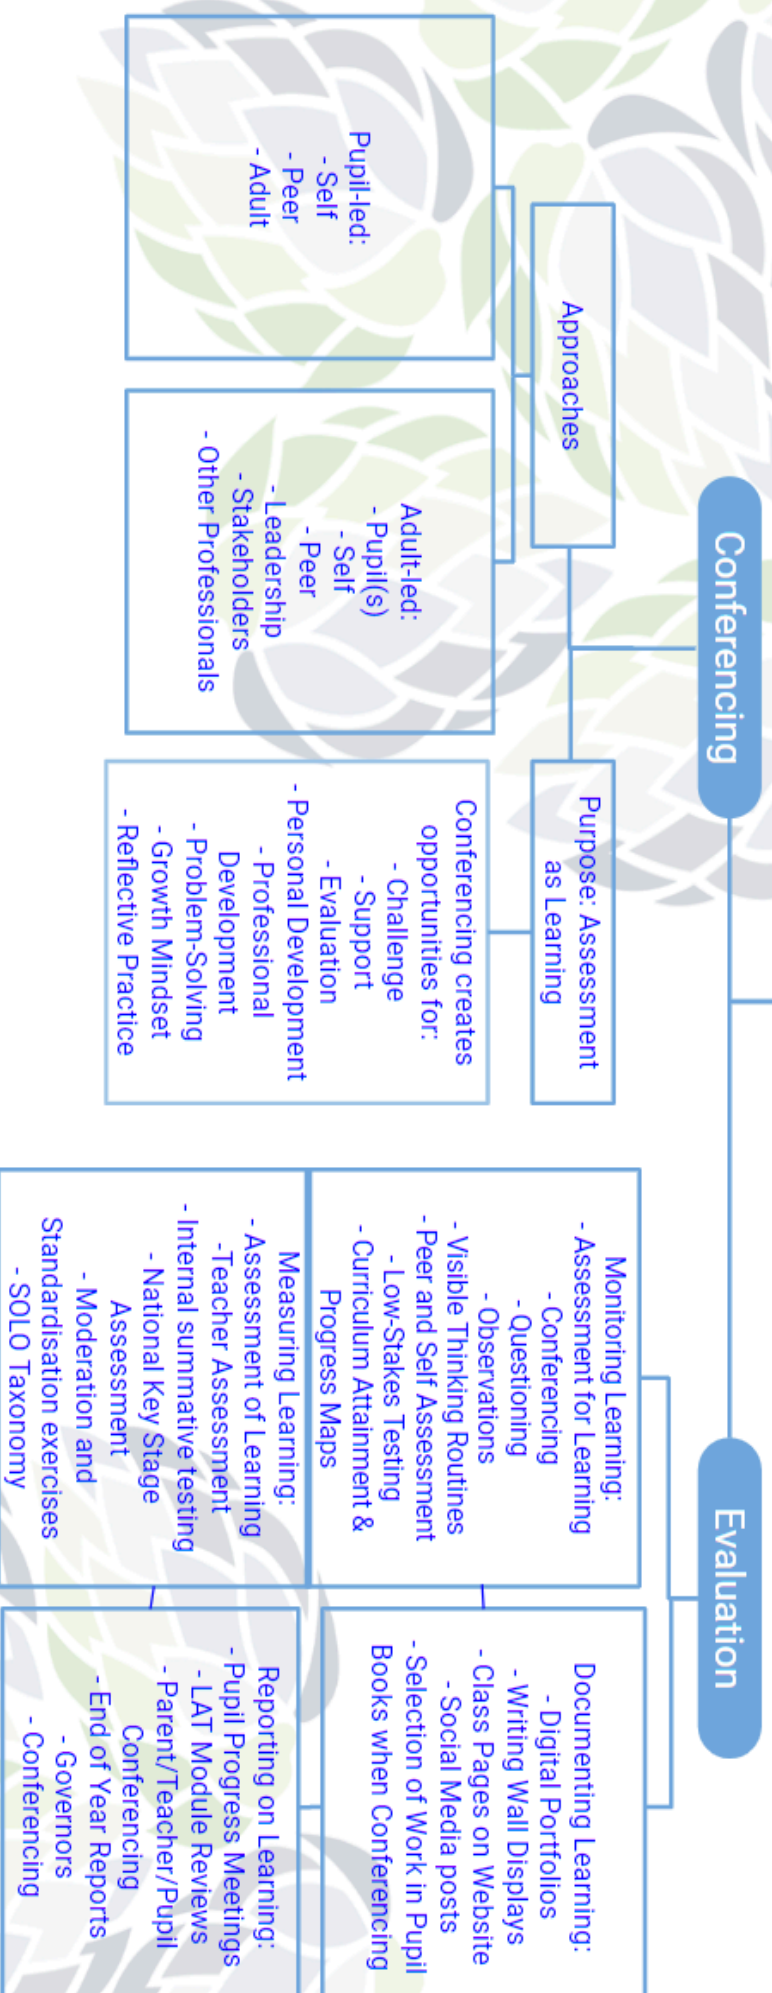 Conferencing
Approaches
Pupil-led:
- Self
- Peer
- Adult
Adult-led:
- Pupil(s)
- Self
- Peer
- Leadership
- Stakeholders
- Other Professionals
Purpose: Assessment
as Learning
Conferencing creates
opportunities for:
- Challenge
- Support
- Evaluation
- Personal Development
- Professional
Development
- Problem-Solving
- Growth Mindset
- Reflective Practice
Evaluation
Monitoring Learning:
- Assessment for Learning
- Conferencing
- Questioning
- Observations
- Visible Thinking Routines
- Peer and Self Assessment
- Low-Stakes Testing
- Curriculum Attainment &
Progress Maps
Measuring Learning:
- Assessment of Learning
-Teacher Assessment
- Internal summative testing
- National Key Stage
Assessment
- Moderation and
Standardisation exercises
- SOLO Taxonomy
Documenting Learning:
- Digital Portfolios
- Writing Wall Displays
- Class Pages on Website
- Social Media posts
- Selection of Work in Pupil
Books when Conferencing
Reporting on Learning:
- Pupil Progress Meetings
- LAT Module Reviews
- Parent/Teacher/Pupil
Conferencing
- End of Year Reports
- Governors
- Conferencing